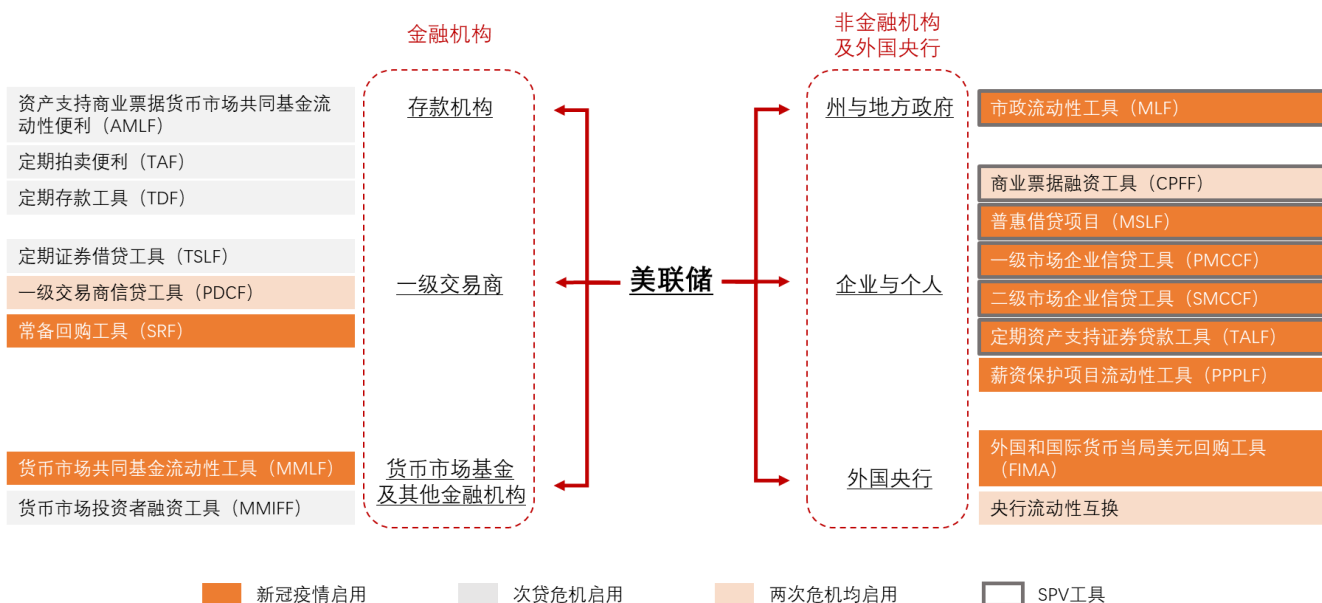 金融机构
非金融机构
及外国央行
资产支持商业票据货币市场共同基金流
动性便利（AMLF）
定期拍卖便利（TAF）
定期存款工具（TDF）
定期证券借贷工具（TSLF）
一级交易商信贷工具（PDCF）
常备回购工具（SRF）
货币市场共同基金流动性工具（MMLF）
货币市场投资者融资工具（MMIFF）
存款机构
一级交易商
货币市场基金
及其他金融机构
美联储
州与地方政府
企业与个人
外国央行
市政流动性工具（MLF）
商业票据融资工具（CPFF）
普惠借贷项目（MSLF）
一级市场企业信贷工具（PMCCF）
二级市场企业信贷工具（SMCCF）
定期资产支持证券贷款工具（TALF）
薪资保护项目流动性工具（PPPLF）
外国和国际货币当局美元回购工具
（FIMA）
央行流动性互换
新冠疫情启用
次贷危机启用
两次危机均启用
SPV工具